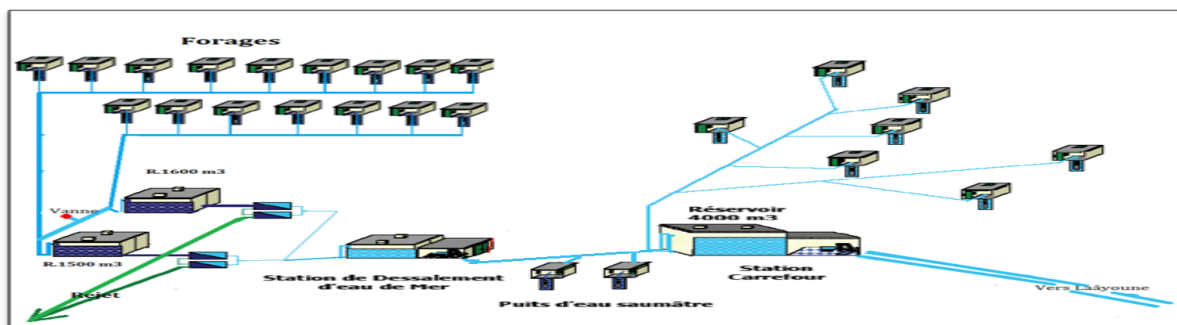 Forages
R.1600 m3
Vanne
R.1500 m3
Rejet
Station de Dessalement
d'eau de Mer
Puits d'eau saumâtre
Réservoir
4000 m3
Station
Carrefour
Vers Laâyoune